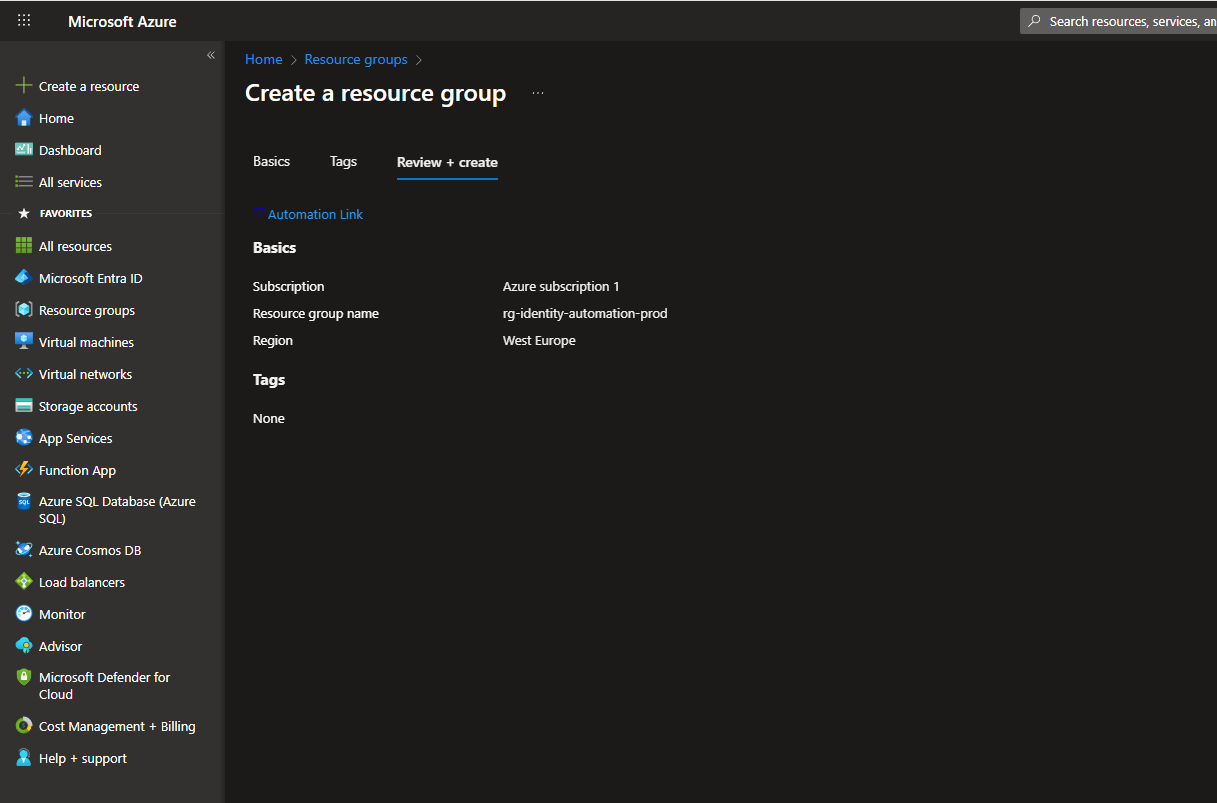 Microsoft Azure
Search resources, services, an
«
Create a resource
Home
Dashboard
All services
FAVORITES
All resources
Microsoft Entra ID
Resource groups
Virtual machines
Virtual networks
Storage accounts
App Services
Function App
Azure SQL Database (Azure
SQL)
Azure Cosmos DB
Load balancers
Monitor
Advisor
Microsoft Defender for
Cloud
Cost Management + Billing
Help + support
Home > Resource groups >
Create a resource group ...
Basics Tags Review + create
Automation Link
Basics
Subscription Azure subscription 1
Resource group name rg-identity-automation-prod
Region West Europe
Tags
None